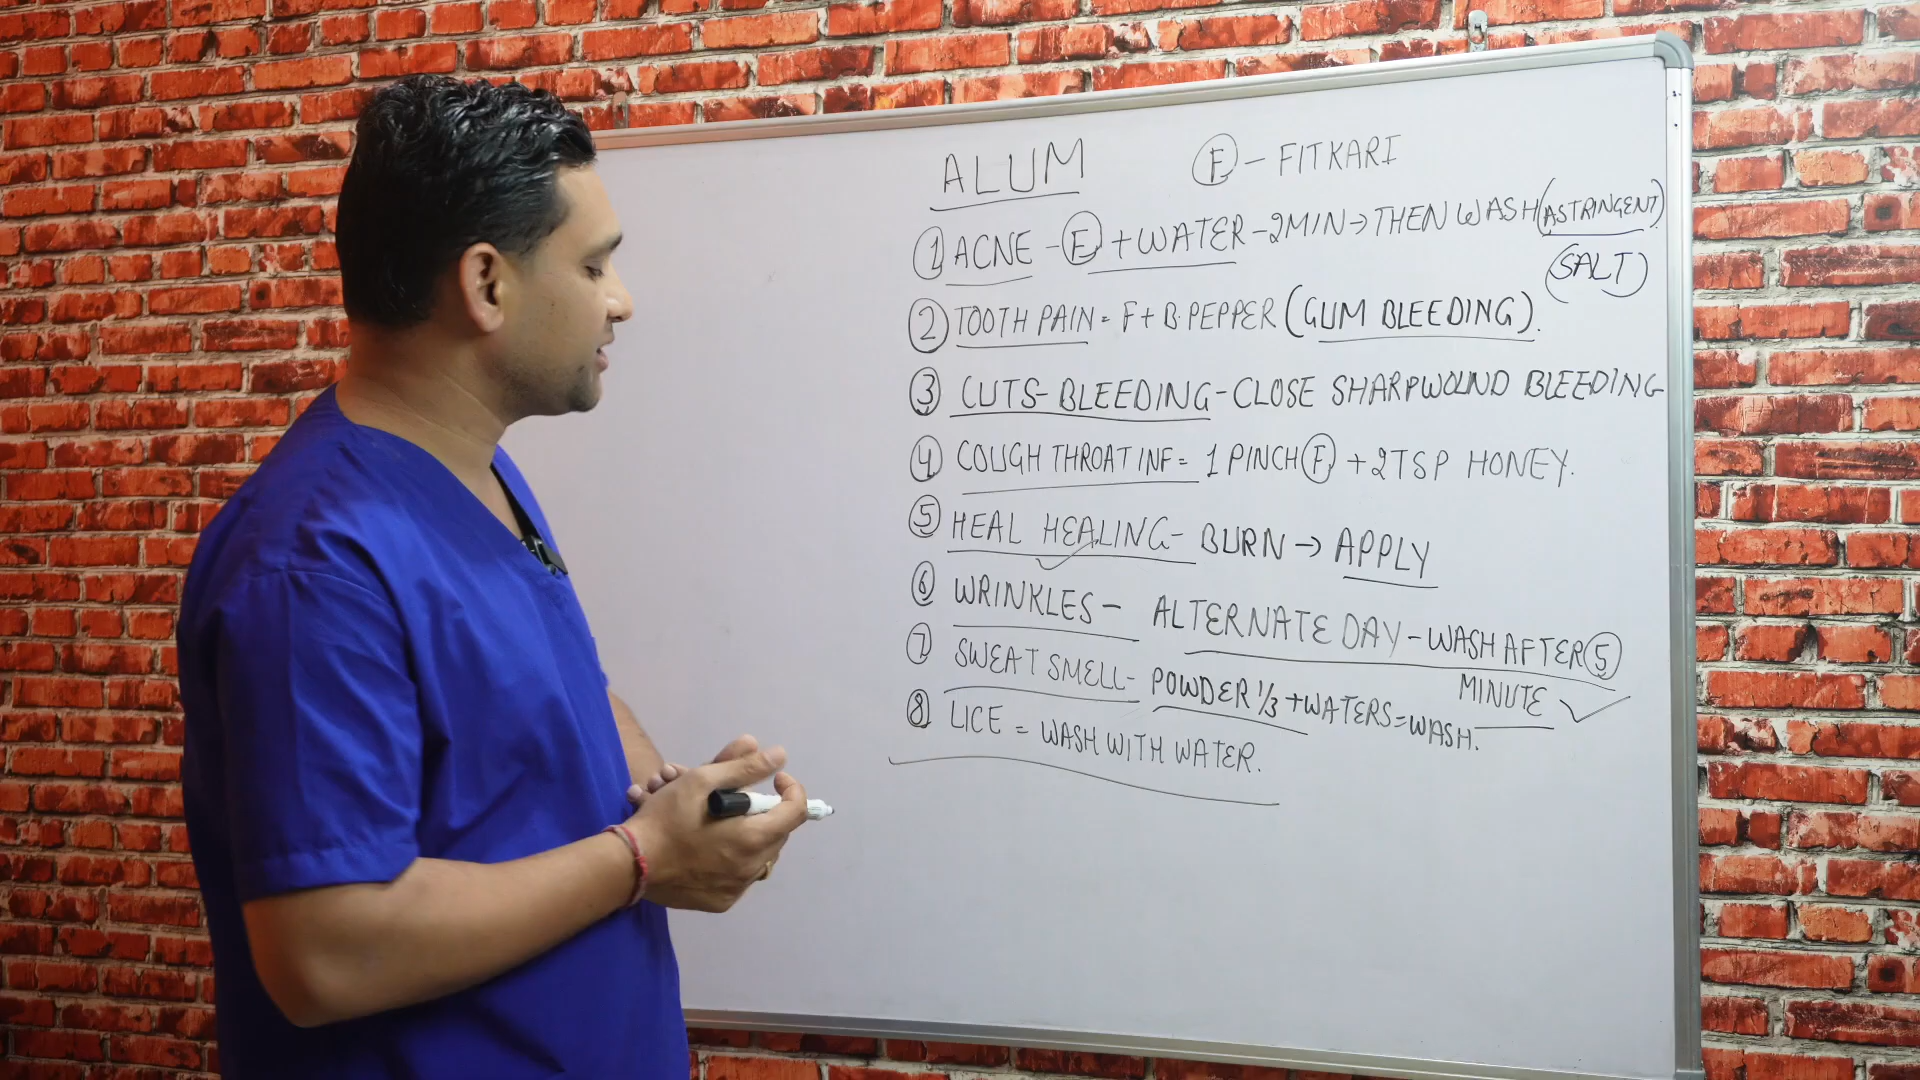 ALUM F - FITKARI
1 ACNE - F + WATER - 2MIN → THEN WASH (ASTRINGENT)
(SALT)
2 TOOTH PAIN = F + B.PEPPER (GUM BLEEDING).
3 CUTS - BLEEDING - CLOSE SHARPWOUND BLEEDING
4 COUGH THROAT INF = 1 PINCH F + 2TSP HONEY.
5 HEAL HEALING - BURN → APPLY
6 WRINKLES - ALTERNATE DAY - WASH AFTER 5
MINUTE
7 SWEAT SMELL - POWDER 1/3 + WATERS = WASH.
8 LICE = WASH WITH WATER.